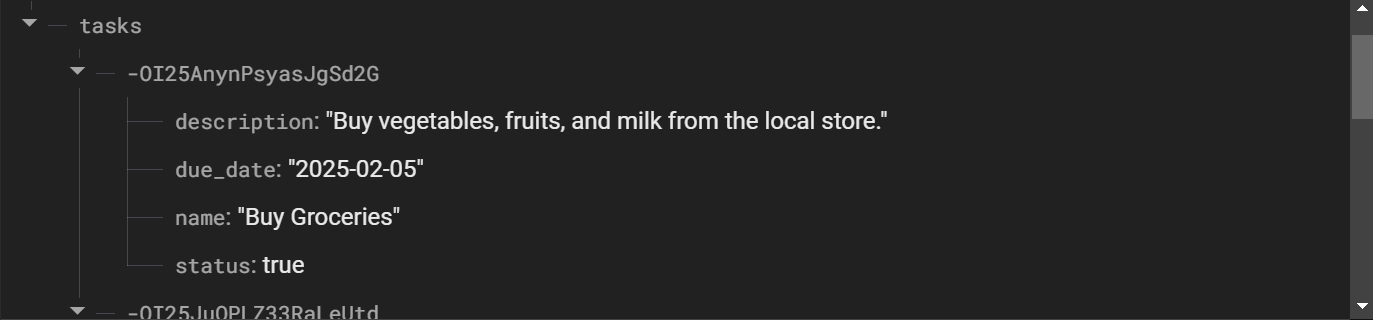 tasks
-OI25AnynPsyasJgSd2G
description: "Buy vegetables, fruits, and milk from the local store."
due_date: "2025-02-05"
name: "Buy Groceries"
status: true
-OI25JuOPLZ33RaLeUtd